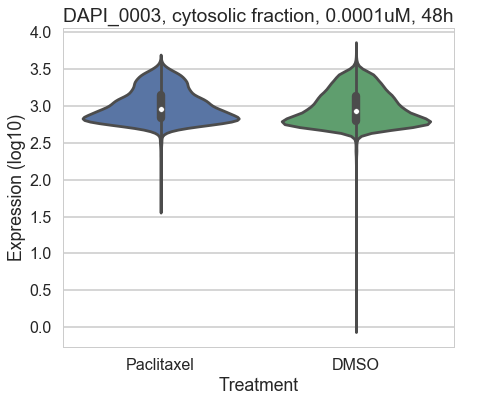 DAPI_0003, cytosolic fraction, 0.0001uM, 48h
4.0
3.5
3.0
2.5
2.0
1.5
1.0
0.5
0.0
Expression (log10)
Paclitaxel
DMSO
Treatment